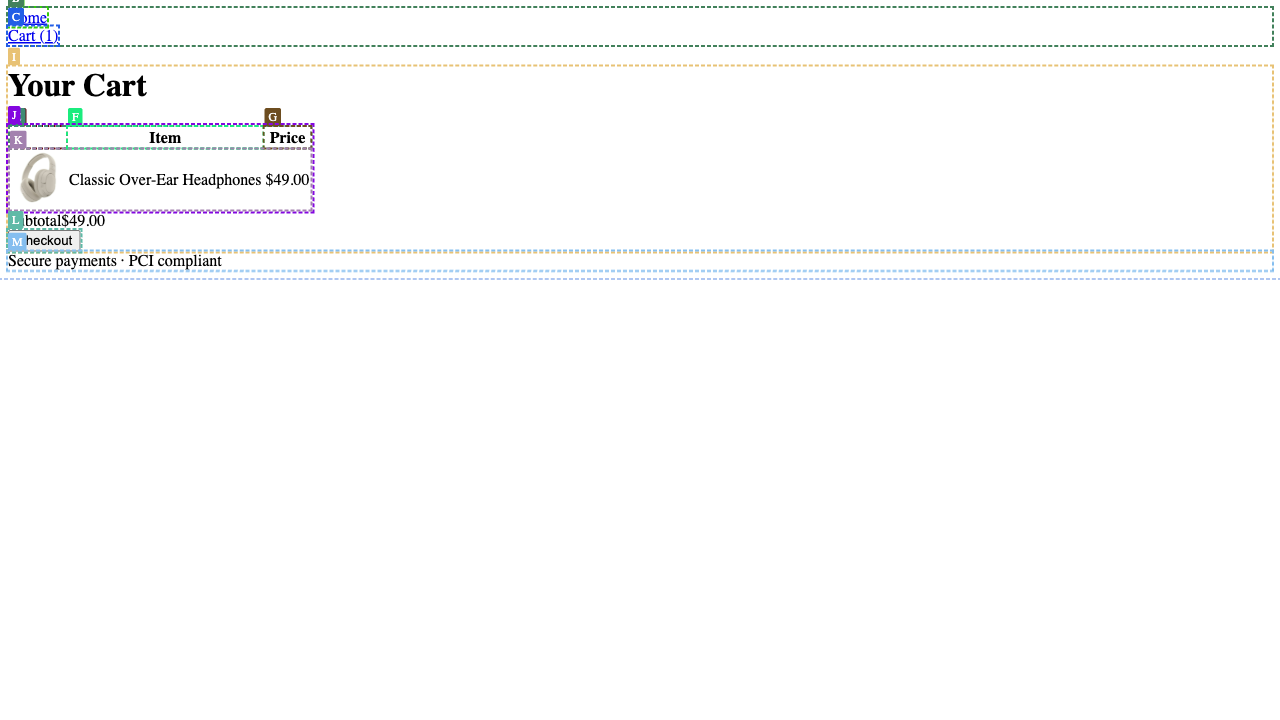 C
ome
Cart (1)
I
Your Cart
J F G
K Item Price
Classic Over-Ear Headphones $49.00
L
btotal$49.00
M
heckout
Secure payments · PCI compliant